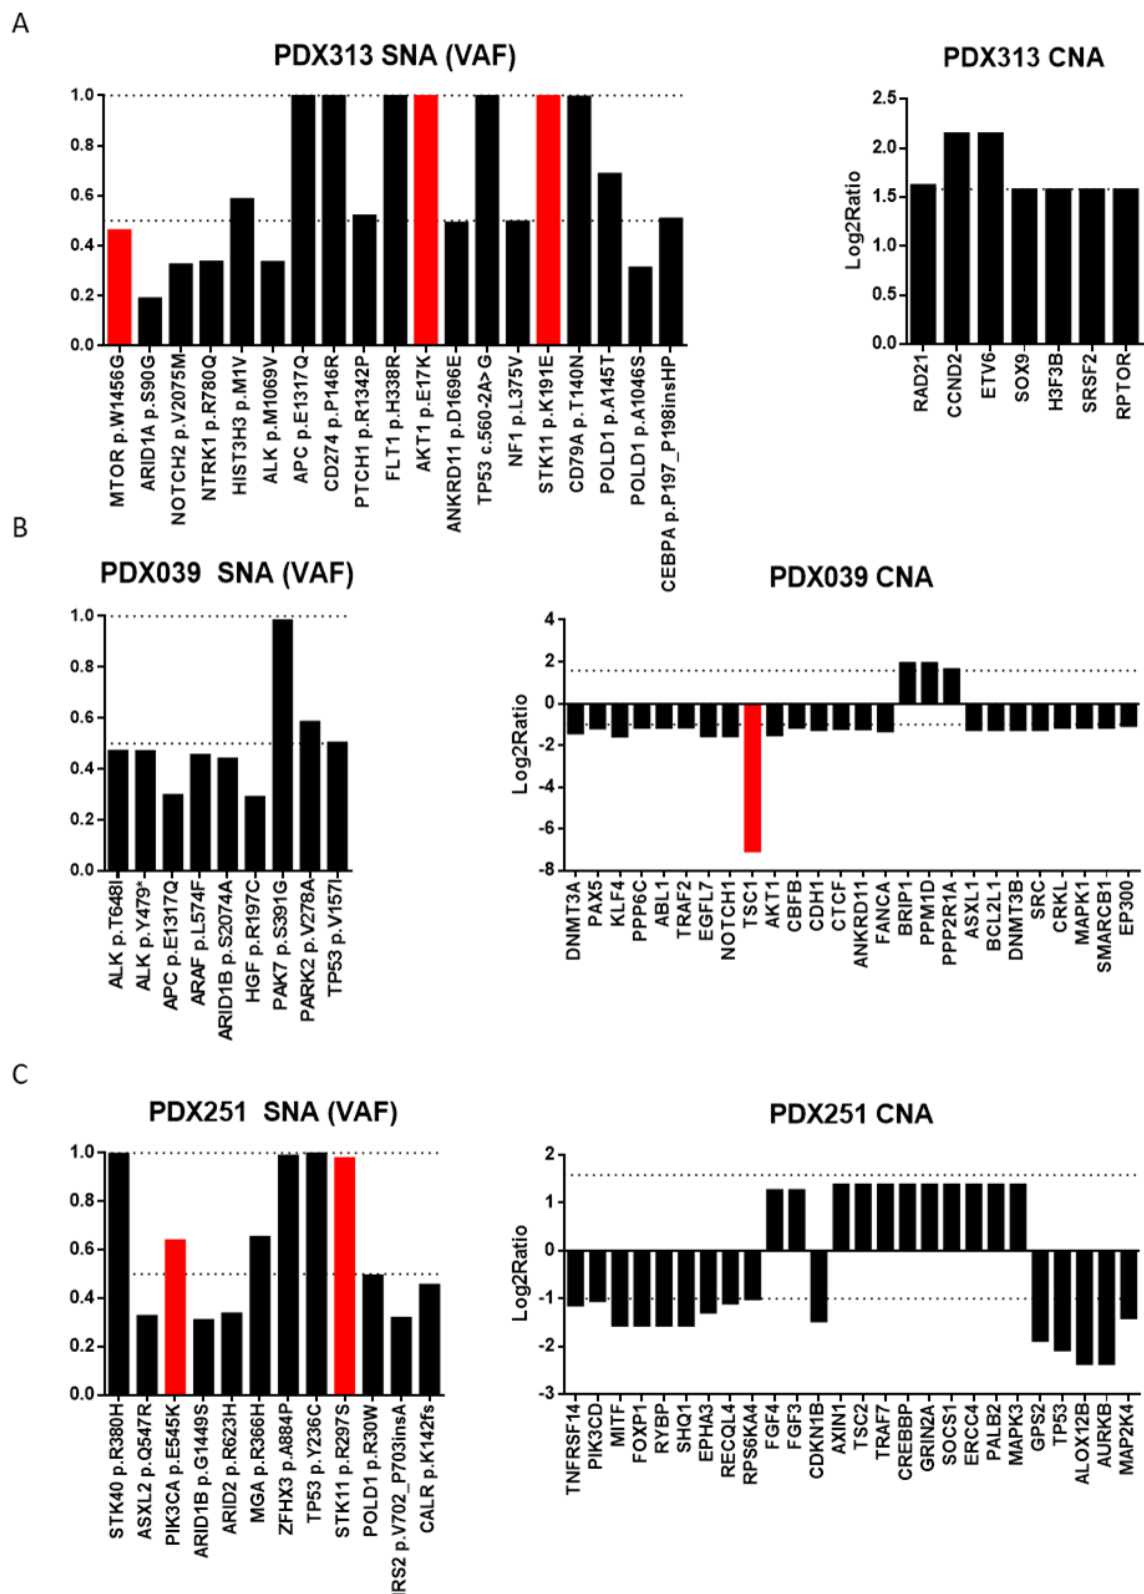 A
PDX313 SNA (VAF)
1.0
0.8
0.6
0.4
0.2
0.0
MTOR p.W1456G
ARID1A p.S90G
NOTCH2 p.V2075M
NTRK1 p.R780Q
HIST3H3 p.M1V
ALK p.M1069V
APC p.E1317Q
CD274 p.P146R
PTCH1 p.R1342P
FLT1 p.H338R
AKT1 p.E17K
ANKRD11 p.D1696E
TP53 c.560-2A>G
NF1 p.L375V
STK11 p.K191E
CD79A p.T140N
POLD1 p.A145T
POLD1 p.A1046S
CEBPA p.P197_P198insHP
PDX313 CNA
Log2Ratio
2.5
2.0
1.5
1.0
0.5
0.0
RAD21
CCND2
ETV6
SOX9
H3F3B
SRSF2
RPTOR
B
PDX039 SNA (VAF)
1.0
0.8
0.6
0.4
0.2
0.0
ALK p.T648I
ALK p.Y479*
APC p.E1317Q
ARAF p.L574F
ARID1B p.S2074A
HGF p.R197C
PAK7 p.S391G
PARK2 p.V278A
TP53 p.V157I
PDX039 CNA
Log2Ratio
4
2
0
-2
-4
-6
-8
DNMT3A
PAX5
KLF4
PPP6C
ABL1
TRAF2
EGFL7
NOTCH1
TSC1
AKT1
CBFB
CDH1
CTCF
ANKRD11
FANCA
BRIP1
PPM1D
PPP2R1A
ASXL1
BCL2L1
DNMT3B
SRC
CRKL
MAPK1
SMARCB1
EP300
C
PDX251 SNA (VAF)
1.0
0.8
0.6
0.4
0.2
0.0
STK40 p.R380H
ASXL2 p.Q547R
PIK3CA p.E545K
ARID1B p.G1449S
ARID2 p.R623H
MGA p.R366H
ZFHX3 p.A884P
TP53 p.Y236C
STK11 p.R297S
POLD1 p.R30W
IRS2 p.V702_P703insA
CALR p.K142fs
PDX251 CNA
Log2Ratio
2
1
0
-1
-2
-3
TNFRSF14
PIK3CD
MITF
FOXP1
RYBP
SHQ1
EPHA3
RECQL4
RPS6KA4
FGF4
FGF3
CDKN1B
AXIN1
TSC2
TRAF7
CREBBP
GRIN2A
SOCS1
ERCC4
PALB2
MAPK3
GPS2
TP53
ALOX12B
AURKB
MAP2K4